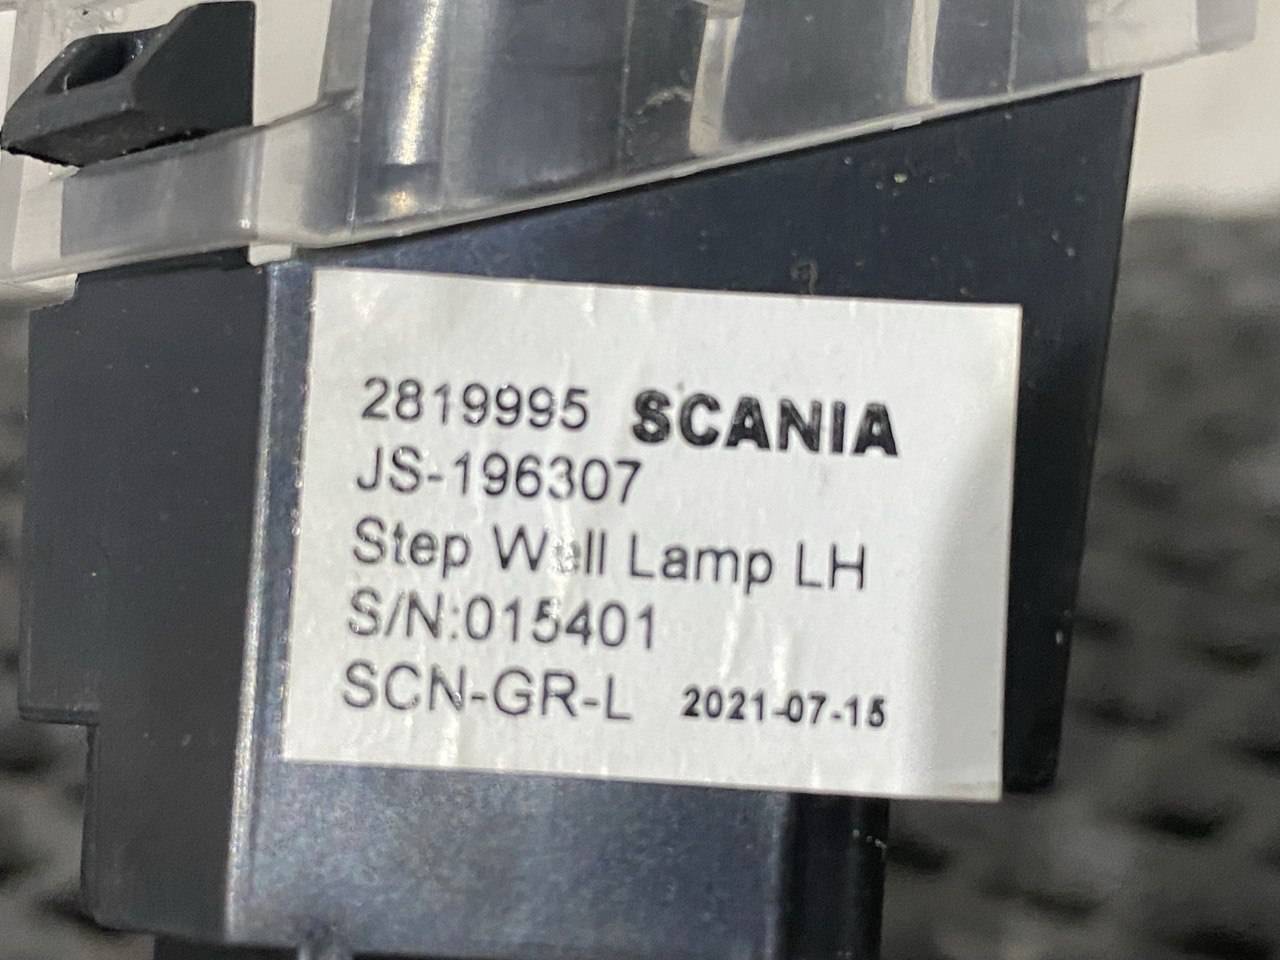 2819995 SCANIA
JS-196307
Step Well Lamp LH
S/N:015401
SCN-GR-L 2021-07-15